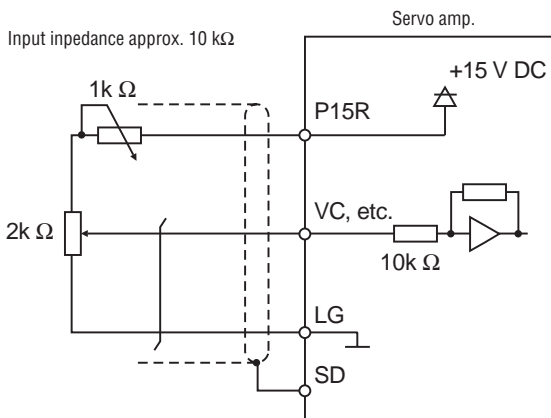 Servo amp.
Input inpedance approx. 10 kΩ
+15 V DC
1k Ω
P15R
VC, etc.
2k Ω
10k Ω
LG
SD